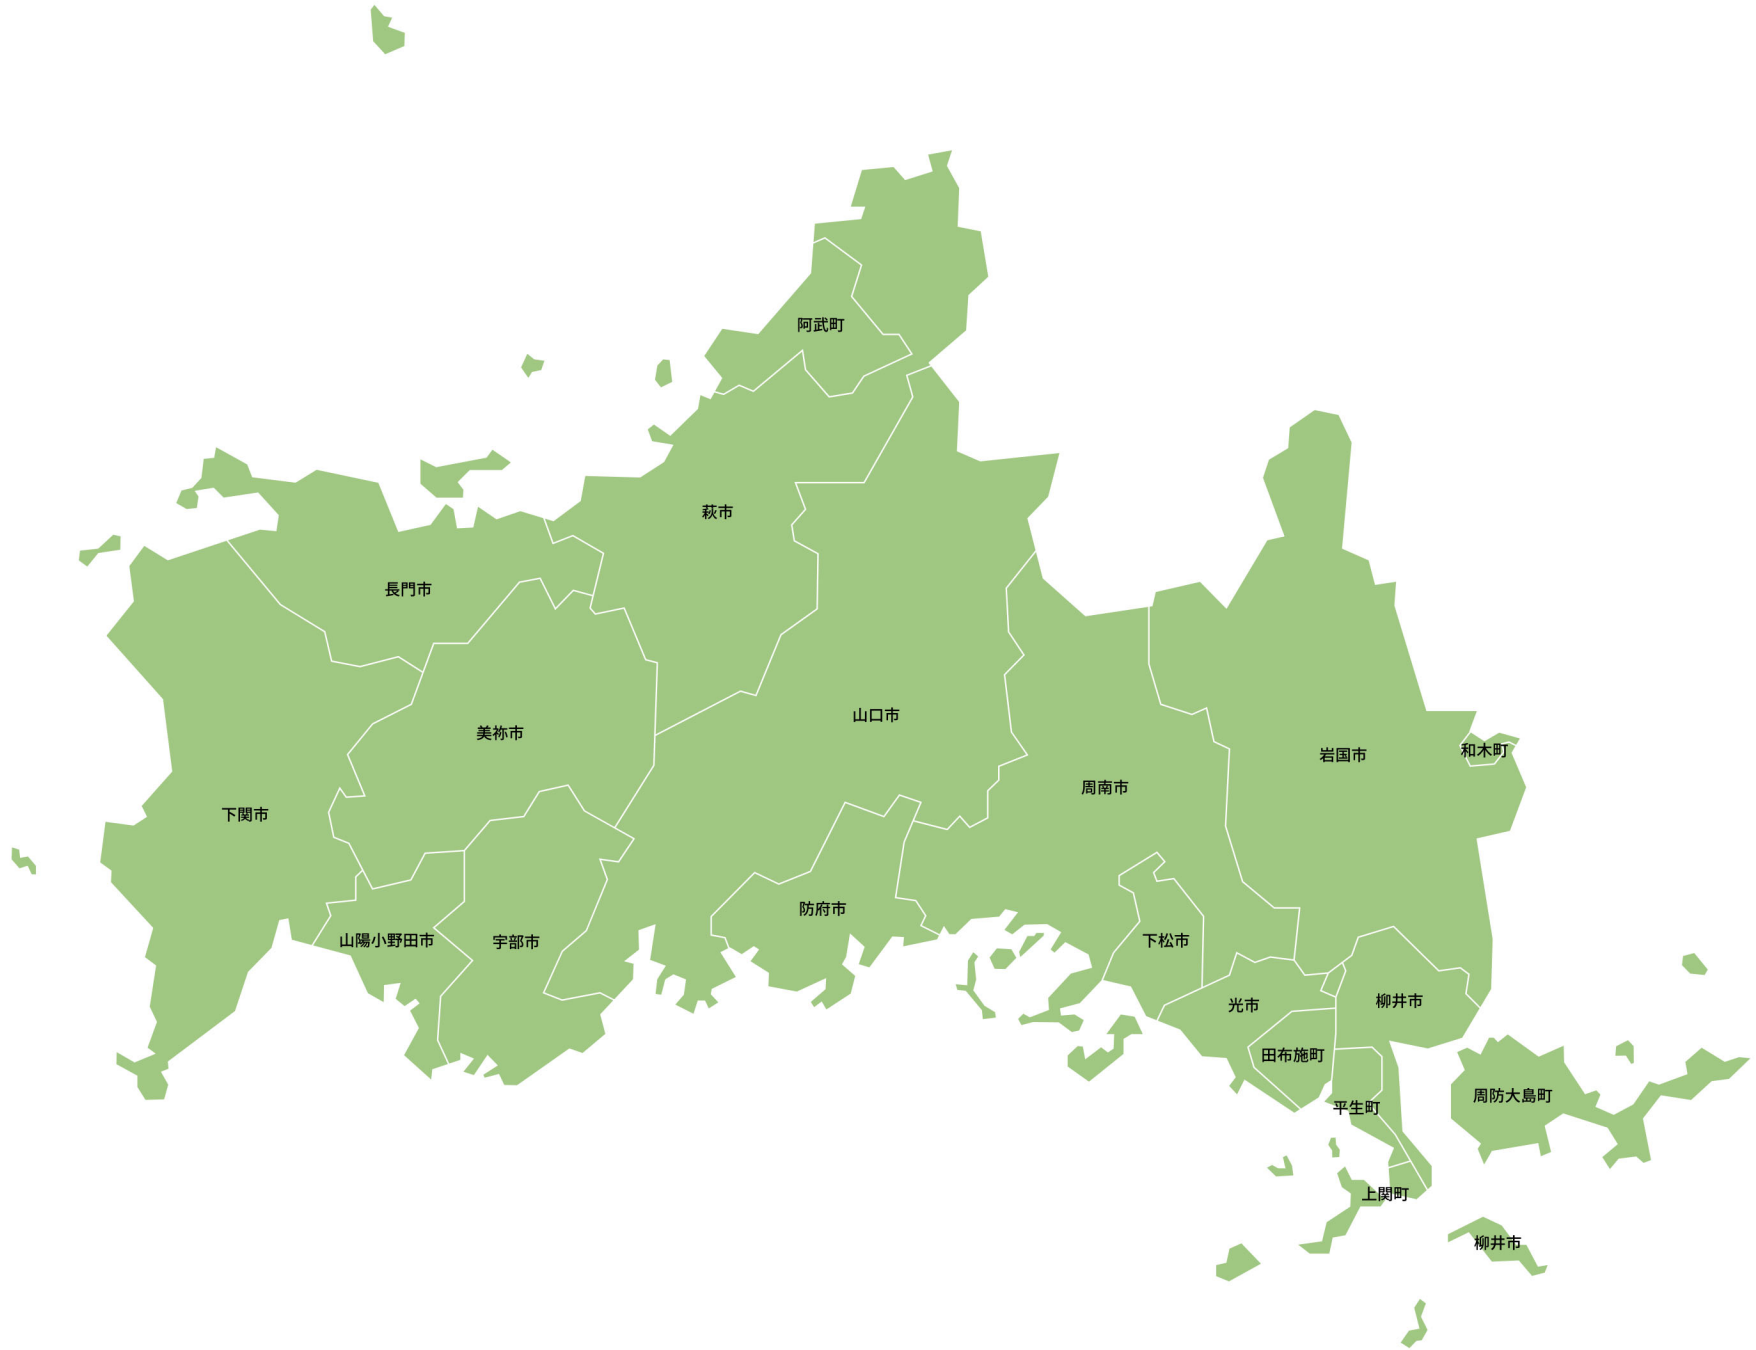 阿武町
萩市
長門市
山口市
美祢市
和木町
岩国市
周南市
下関市
防府市
山陽小野田市
宇部市
下松市
柳井市
光市
田布施町
周防大島町
平生町
上関町
柳井市